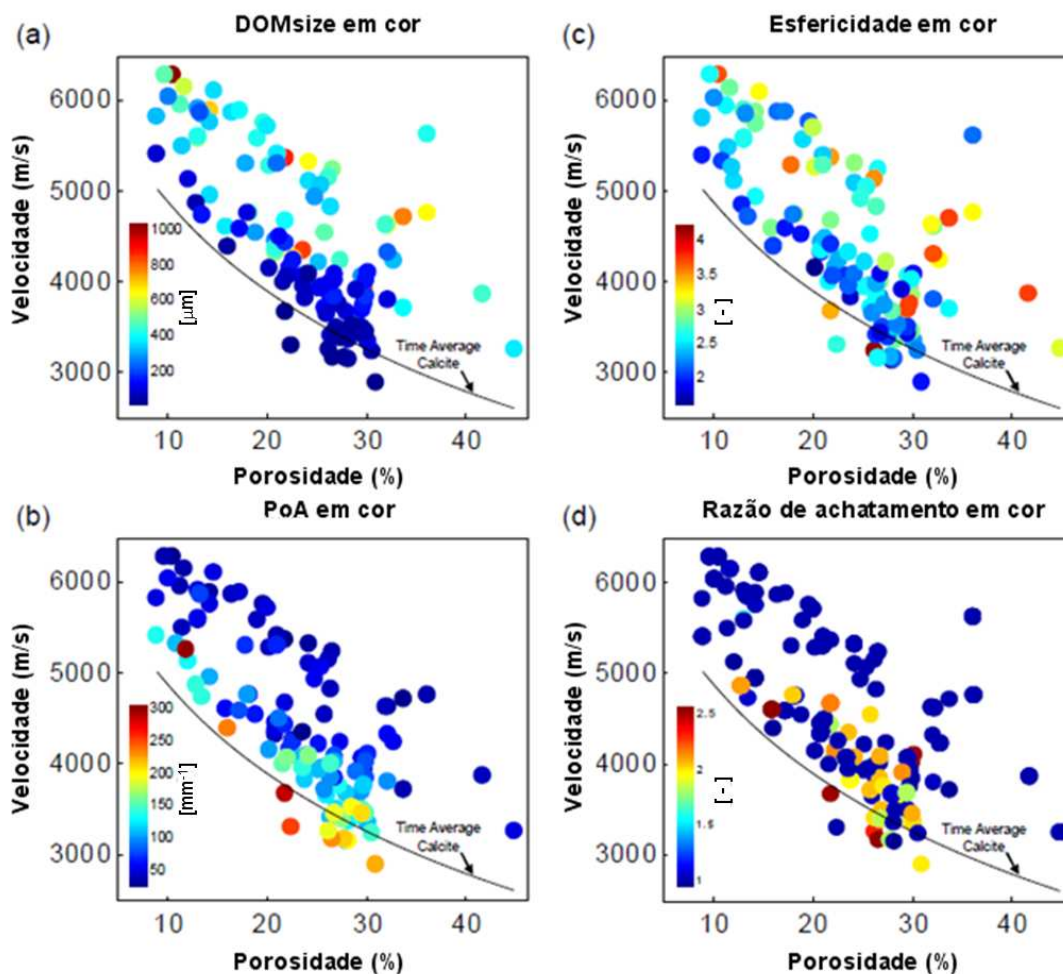 (a)
DOMsize em cor
Velocidade (m/s)
6000
5000
4000
3000
1000
800
600
400
200
[µm]
Time Average
Calcite
10
20
30
40
Porosidade (%)
(c)
Esfericidade em cor
Velocidade (m/s)
6000
5000
4000
3000
4
3.5
3
2.5
2
[-]
Time Average
Calcite
10
20
30
40
Porosidade (%)
(b)
PoA em cor
Velocidade (m/s)
6000
5000
4000
3000
300
250
200
150
100
50
[mm⁻¹]
Time Average
Calcite
10
20
30
40
Porosidade (%)
(d)
Razão de achatamento em cor
Velocidade (m/s)
6000
5000
4000
3000
2.5
2
1.5
1
[-]
Time Average
Calcite
10
20
30
40
Porosidade (%)